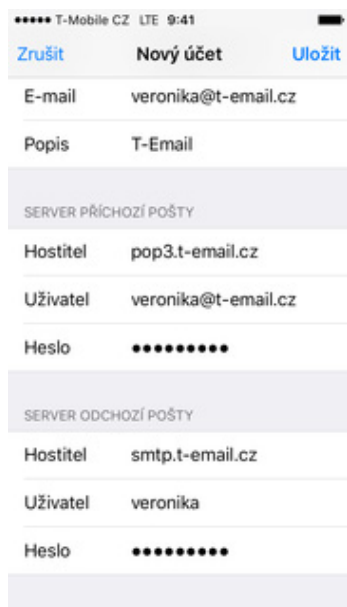 T-Mobile CZ LTE 9:41
Zrušit Nový účet Uložit
E-mail veronika@t-email.cz
Popis T-Email
SERVER PŘÍCHOZÍ POŠTY
Hostitel pop3.t-email.cz
Uživatel veronika@t-email.cz
Heslo ●●●●●●●●●
SERVER ODCHOZÍ POŠTY
Hostitel smtp.t-email.cz
Uživatel veronika
Heslo ●●●●●●●●●